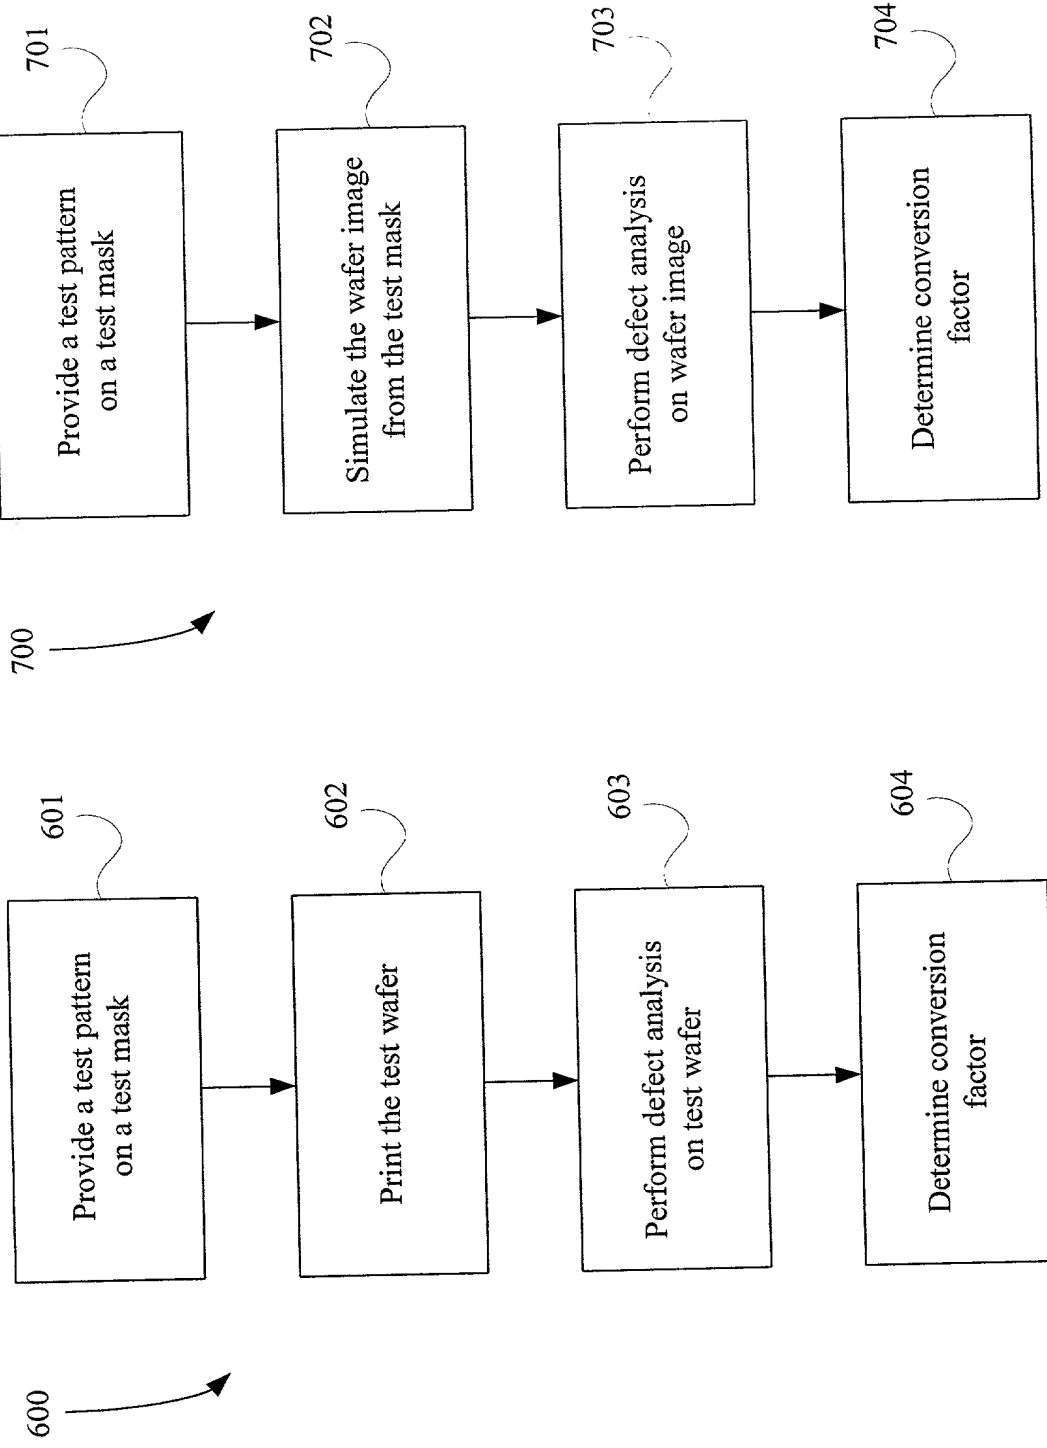 600
601
Provide a test pattern
on a test mask
602
Print the test wafer
603
Perform defect analysis
on test wafer
604
Determine conversion
factor
700
701
Provide a test pattern
on a test mask
702
Simulate the wafer image
from the test mask
703
Perform defect analysis
on wafer image
704
Determine conversion
factor